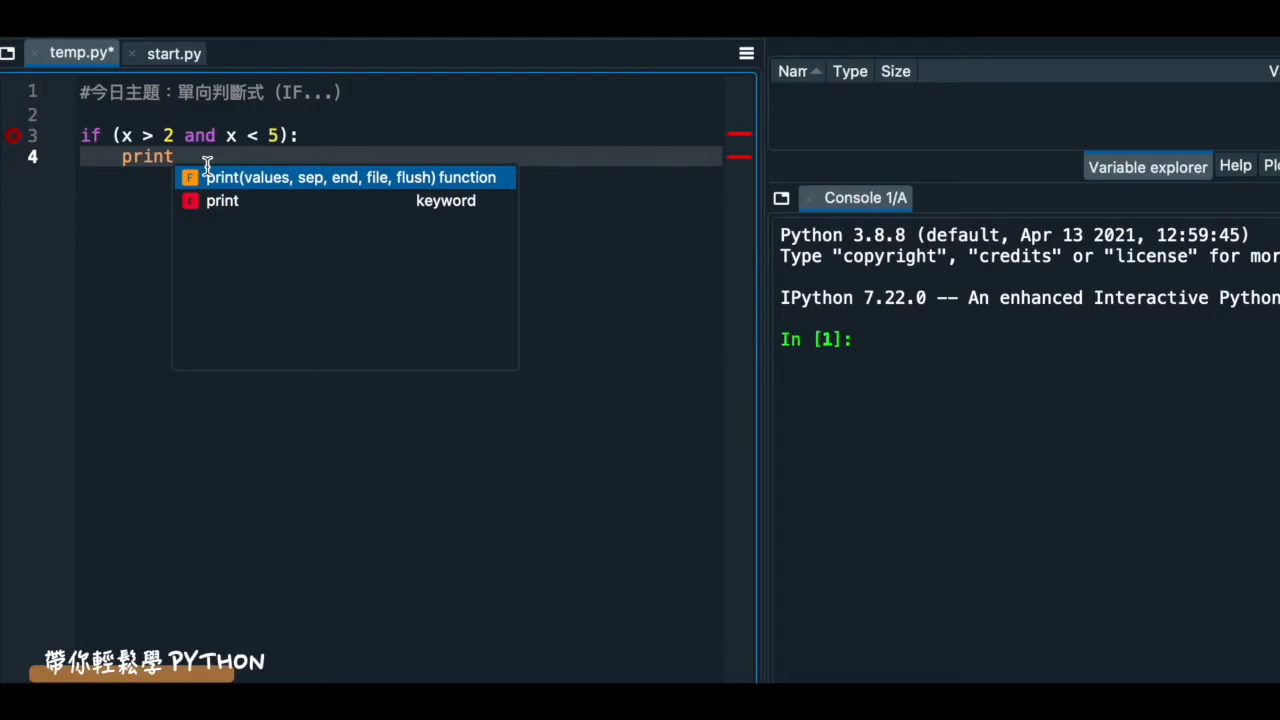 temp.py*
start.py
1 #今日主題：單向判斷式 (IF...)
2
3 if (x > 2 and x < 5):
4 print
F print(values, sep, end, file, flush) function
print keyword
Nam Type Size V
Variable explorer Help Plo
Console 1/A
Python 3.8.8 (default, Apr 13 2021, 12:59:45)
Type "copyright", "credits" or "license" for mor
IPython 7.22.0 -- An enhanced Interactive Python
In [1]:
帶你輕鬆學 PYTHON